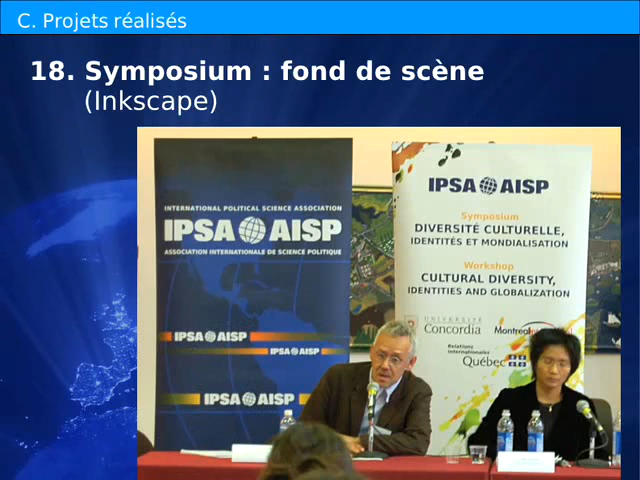 C. Projets réalisés
18. Symposium : fond de scène
(Inkscape)
INTERNATIONAL POLITICAL SCIENCE ASSOCIATION
IPSA AISP
ASSOCIATION INTERNATIONALE DE SCIENCE POLITIQUE
IPSA AISP
IPSA AISP
IPSA AISP
IPSA AISP
Symposium
DIVERSITÉ CULTURELLE,
IDENTITÉS ET MONDIALISATION
Workshop
CULTURAL DIVERSITY,
IDENTITIES AND GLOBALIZATION
UNIVERSITÉ
Concordia
Relations
internationales
Québec